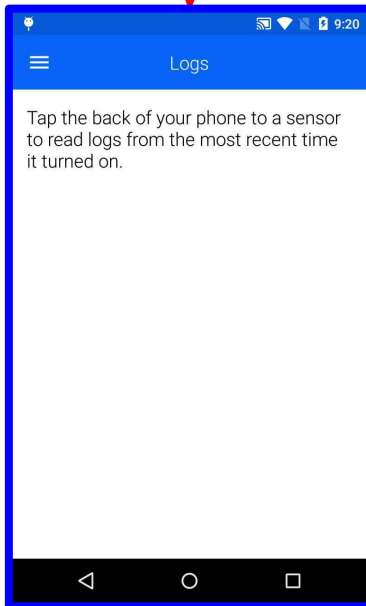 9:20
Logs
Tap the back of your phone to a sensor
to read logs from the most recent time
it turned on.